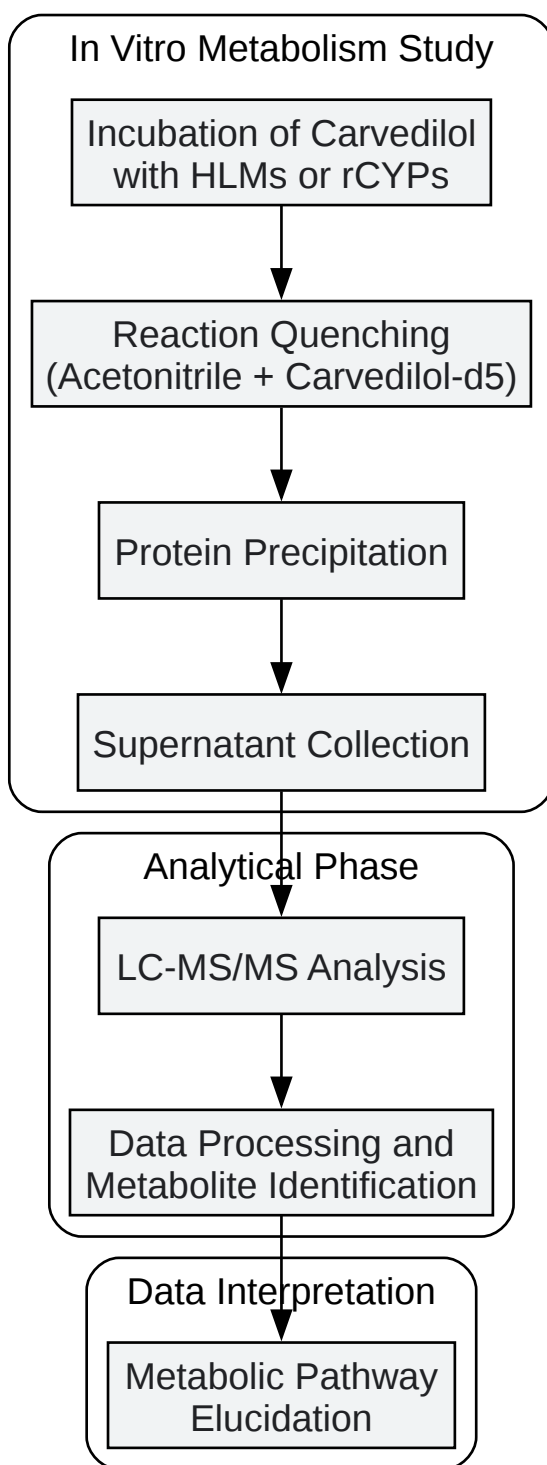 In Vitro Metabolism Study
Incubation of Carvedilol
with HLMs or rCYPs
Reaction Quenching
(Acetonitrile + Carvedilol-d5)
Protein Precipitation
Supernatant Collection
Analytical Phase
LC-MS/MS Analysis
Data Processing and
Metabolite Identification
Data Interpretation
Metabolic Pathway
Elucidation